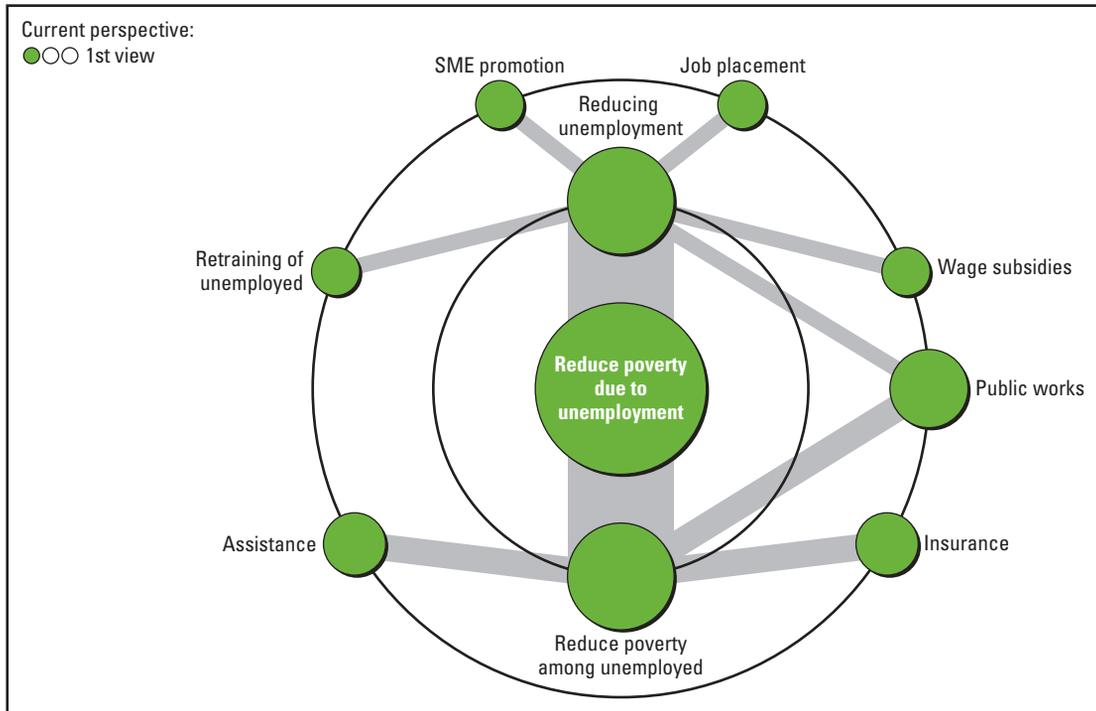 Current perspective:
1st view
SME promotion
Job placement
Reducing
unemployment
Retraining of
unemployed
Wage subsidies
Reduce poverty
due to
unemployment
Public works
Assistance
Insurance
Reduce poverty
among unemployed